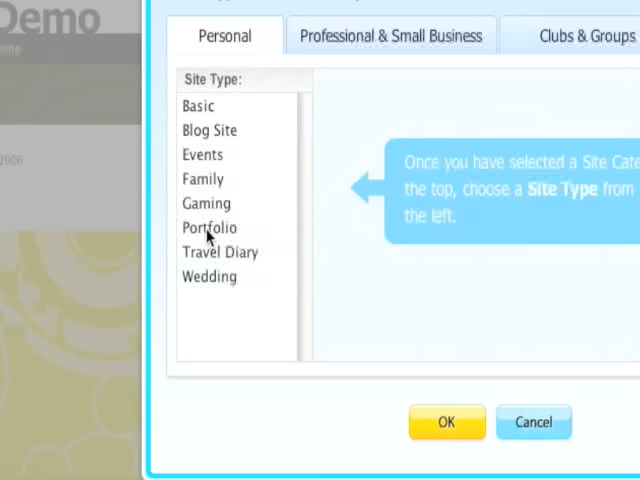 Demo
Personal
Professional & Small Business
Clubs & Groups
2006
Site Type:
Basic
Blog Site
Events
Family
Gaming
Portfolio
Travel Diary
Wedding
Once you have selected a Site
the top, choose a Site Type from
the left.
OK
Cancel